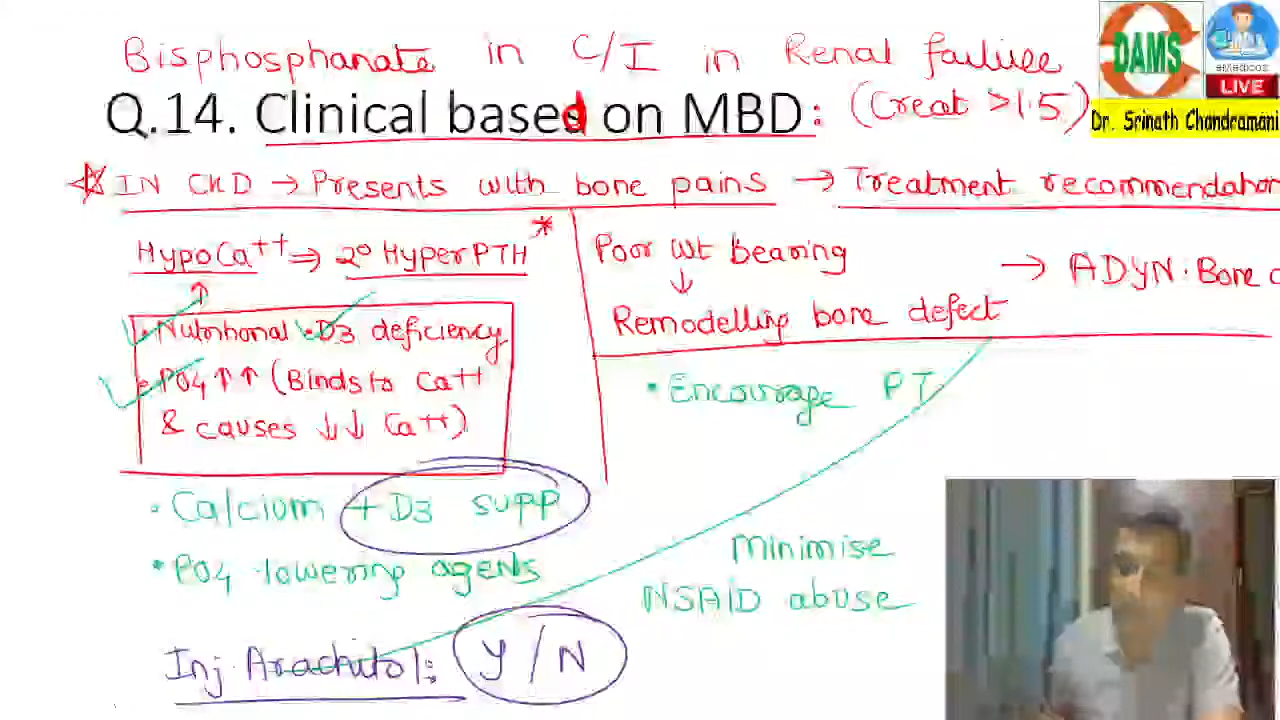 Bisphosphanate in C/I in Renal failure
Q.14. Clinical based on MBD: (Creat >1.5)
DAMS
eMedicos
LIVE
Dr. Srinath Chandramani
IN CKD → Presents with bone pains → Treatment recommendation
HypoCa++ ⇒ 2° HyperPTH *
↑
• Nutritional • D3 deficiency
• PO4 ↑↑ (Binds to Ca++
& causes ↓↓ Ca++)
• Calcium + D3 supp
• PO4 lowering agents
Inj Arachitol: Y / N
Poor wt bearing
↓
Remodelling bone defect
→ ADYN. Bone
• Encourage PT
Minimise
NSAID abuse